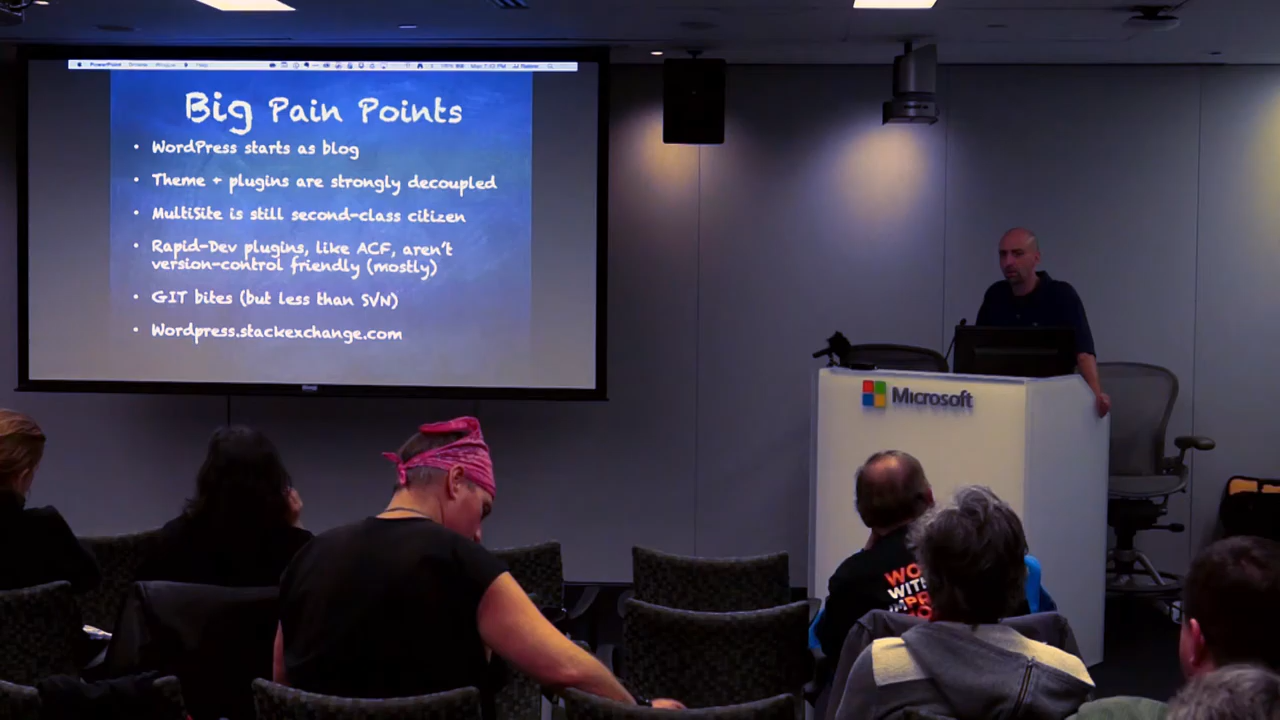 PowerPoint
Big Pain Points
• WordPress starts as blog
• Theme + plugins are strongly decoupled
• MultiSite is still second-class citizen
• Rapid-Dev plugins, like ACF, aren't
version-control friendly (mostly)
• GIT bites (but less than SVN)
• Wordpress.stackexchange.com
Microsoft
WITH